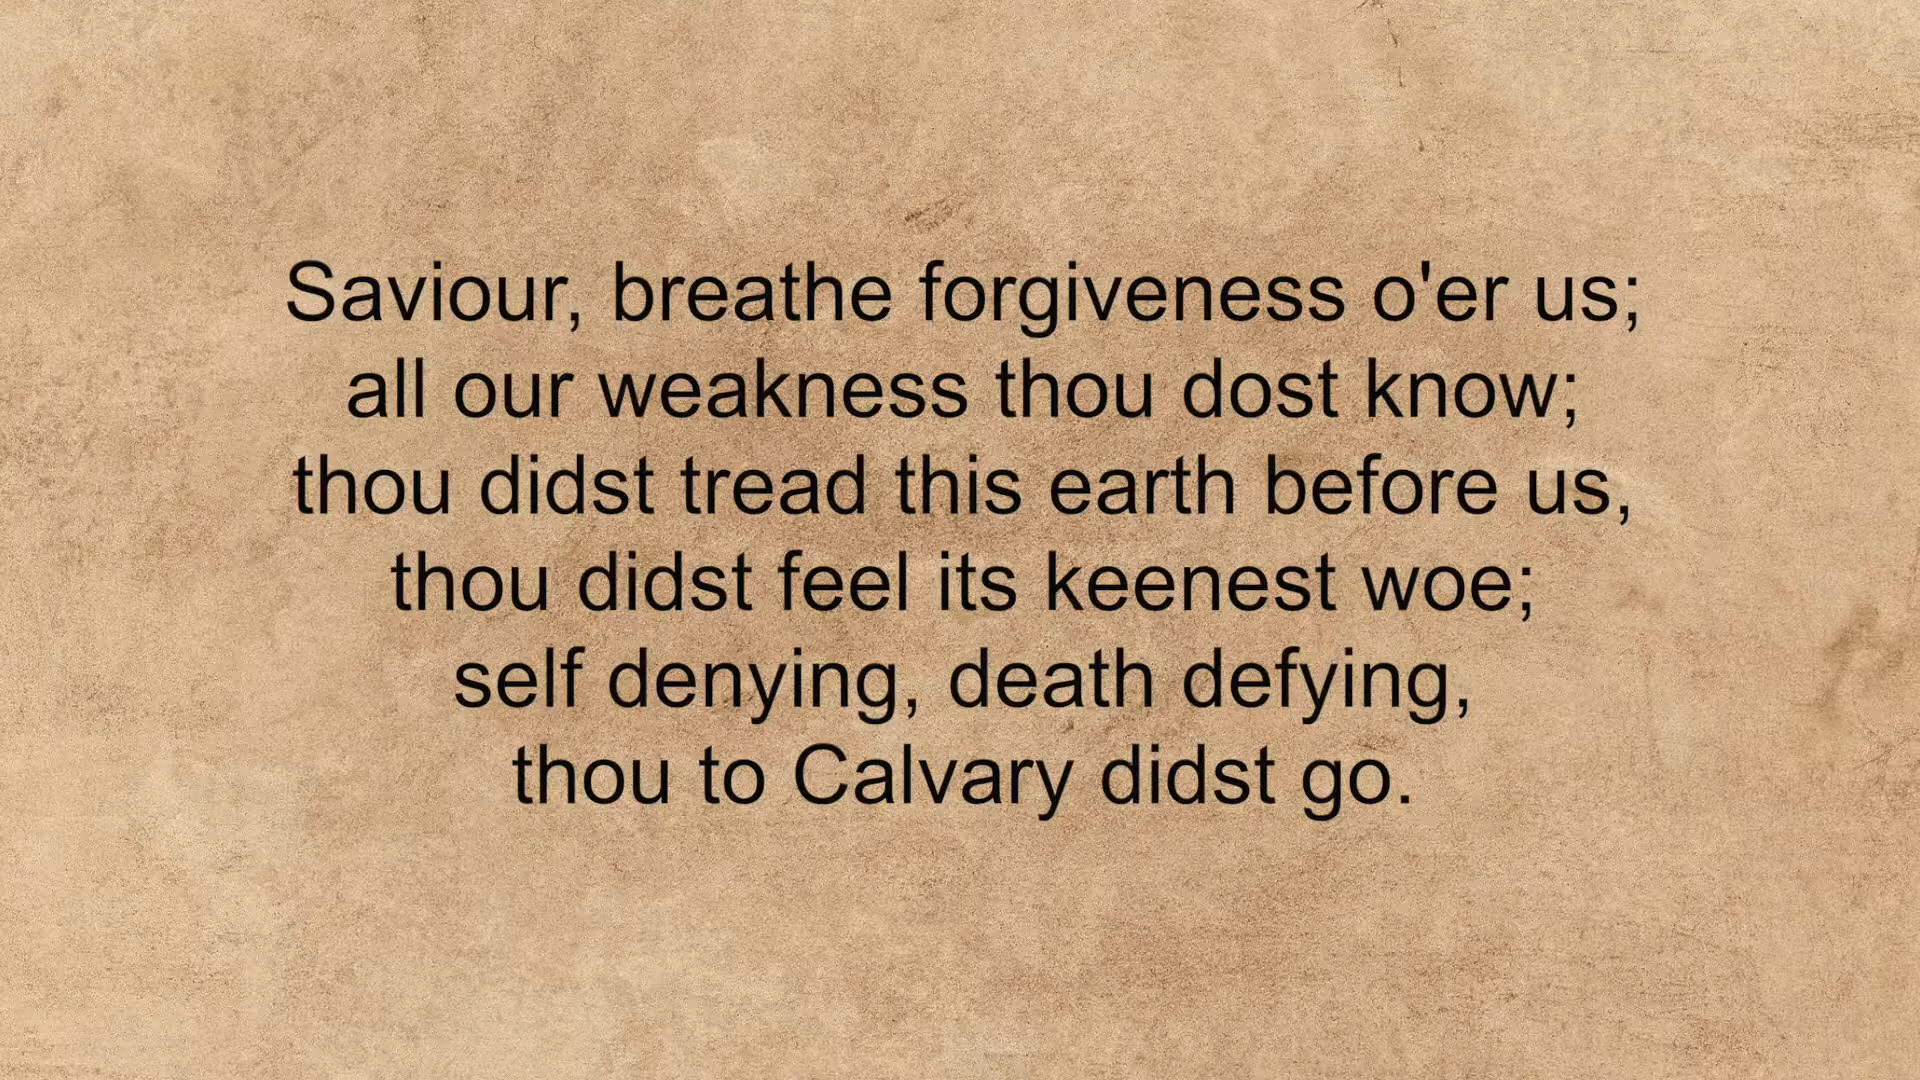 Saviour, breathe forgiveness o'er us;
all our weakness thou dost know;
thou didst tread this earth before us,
thou didst feel its keenest woe;
self denying, death defying,
thou to Calvary didst go.